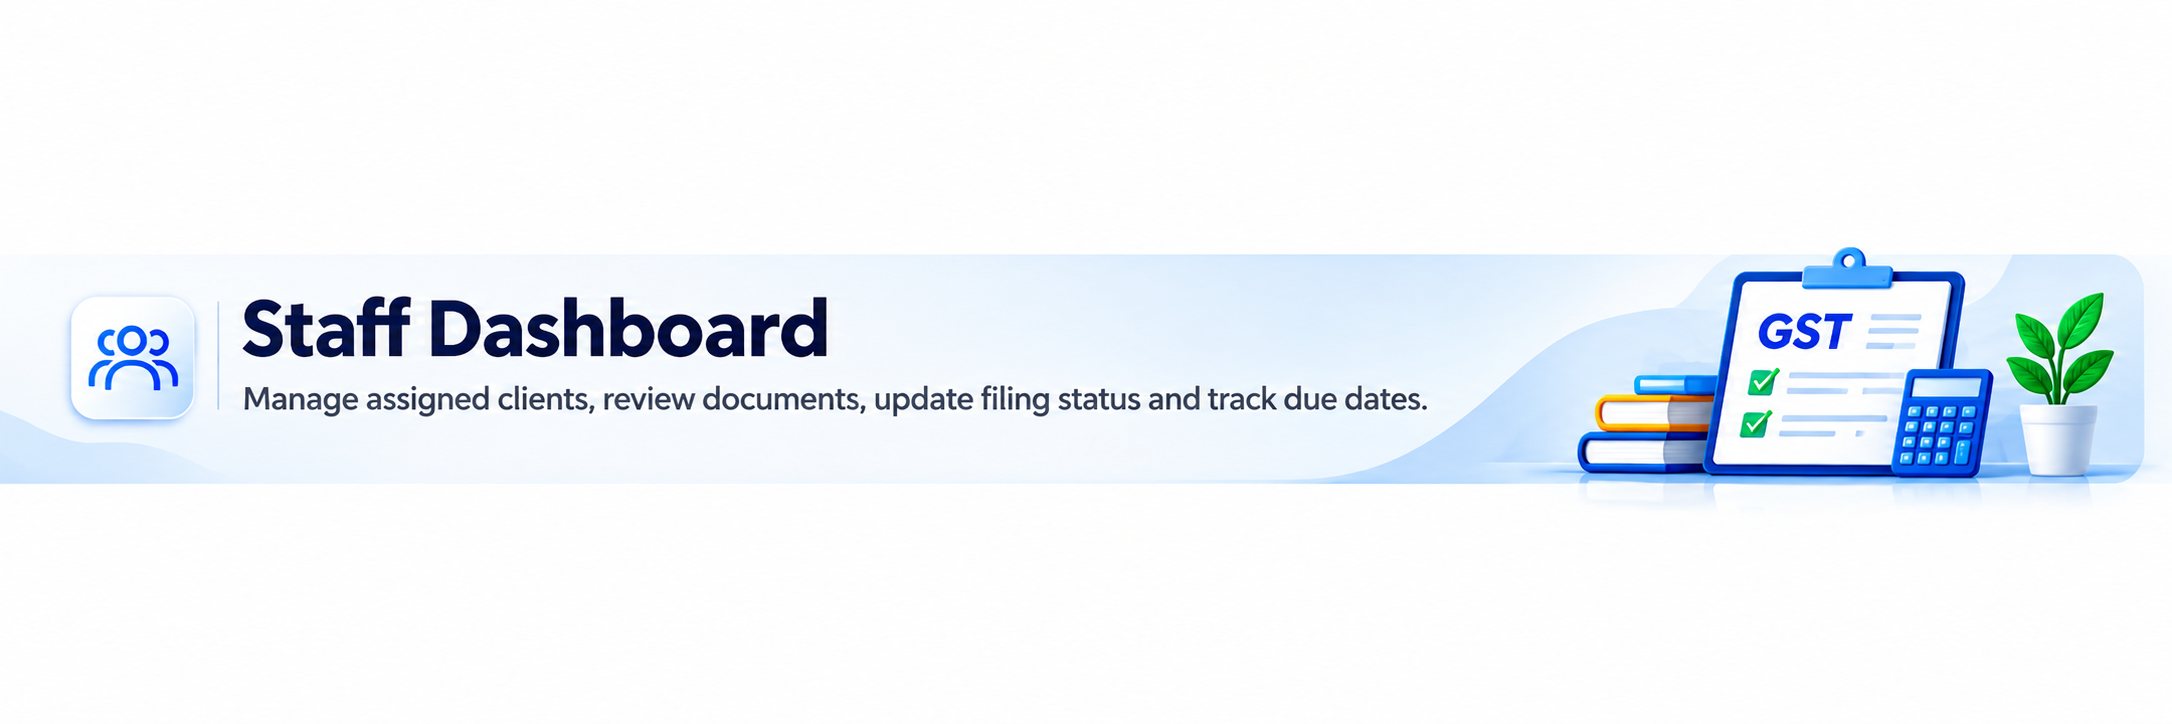 Staff Dashboard
Manage assigned clients, review documents, update filing status and track due dates.
GST